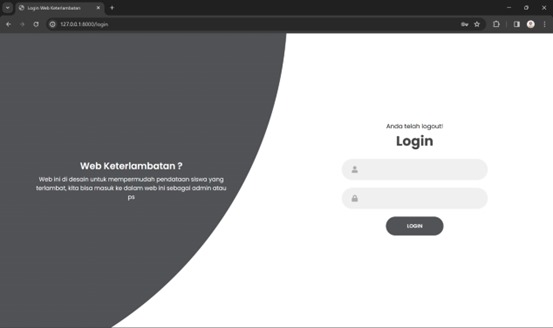 Login Web Keterlambatan
127.0.0.1:8000/login
Anda telah logout!
Login
Web Keterlambatan ?
Web ini di desain untuk mempermudah pendataan siswa yang
terlambat, kita bisa masuk ke dalam web ini sebagai admin atau
ps
LOGIN